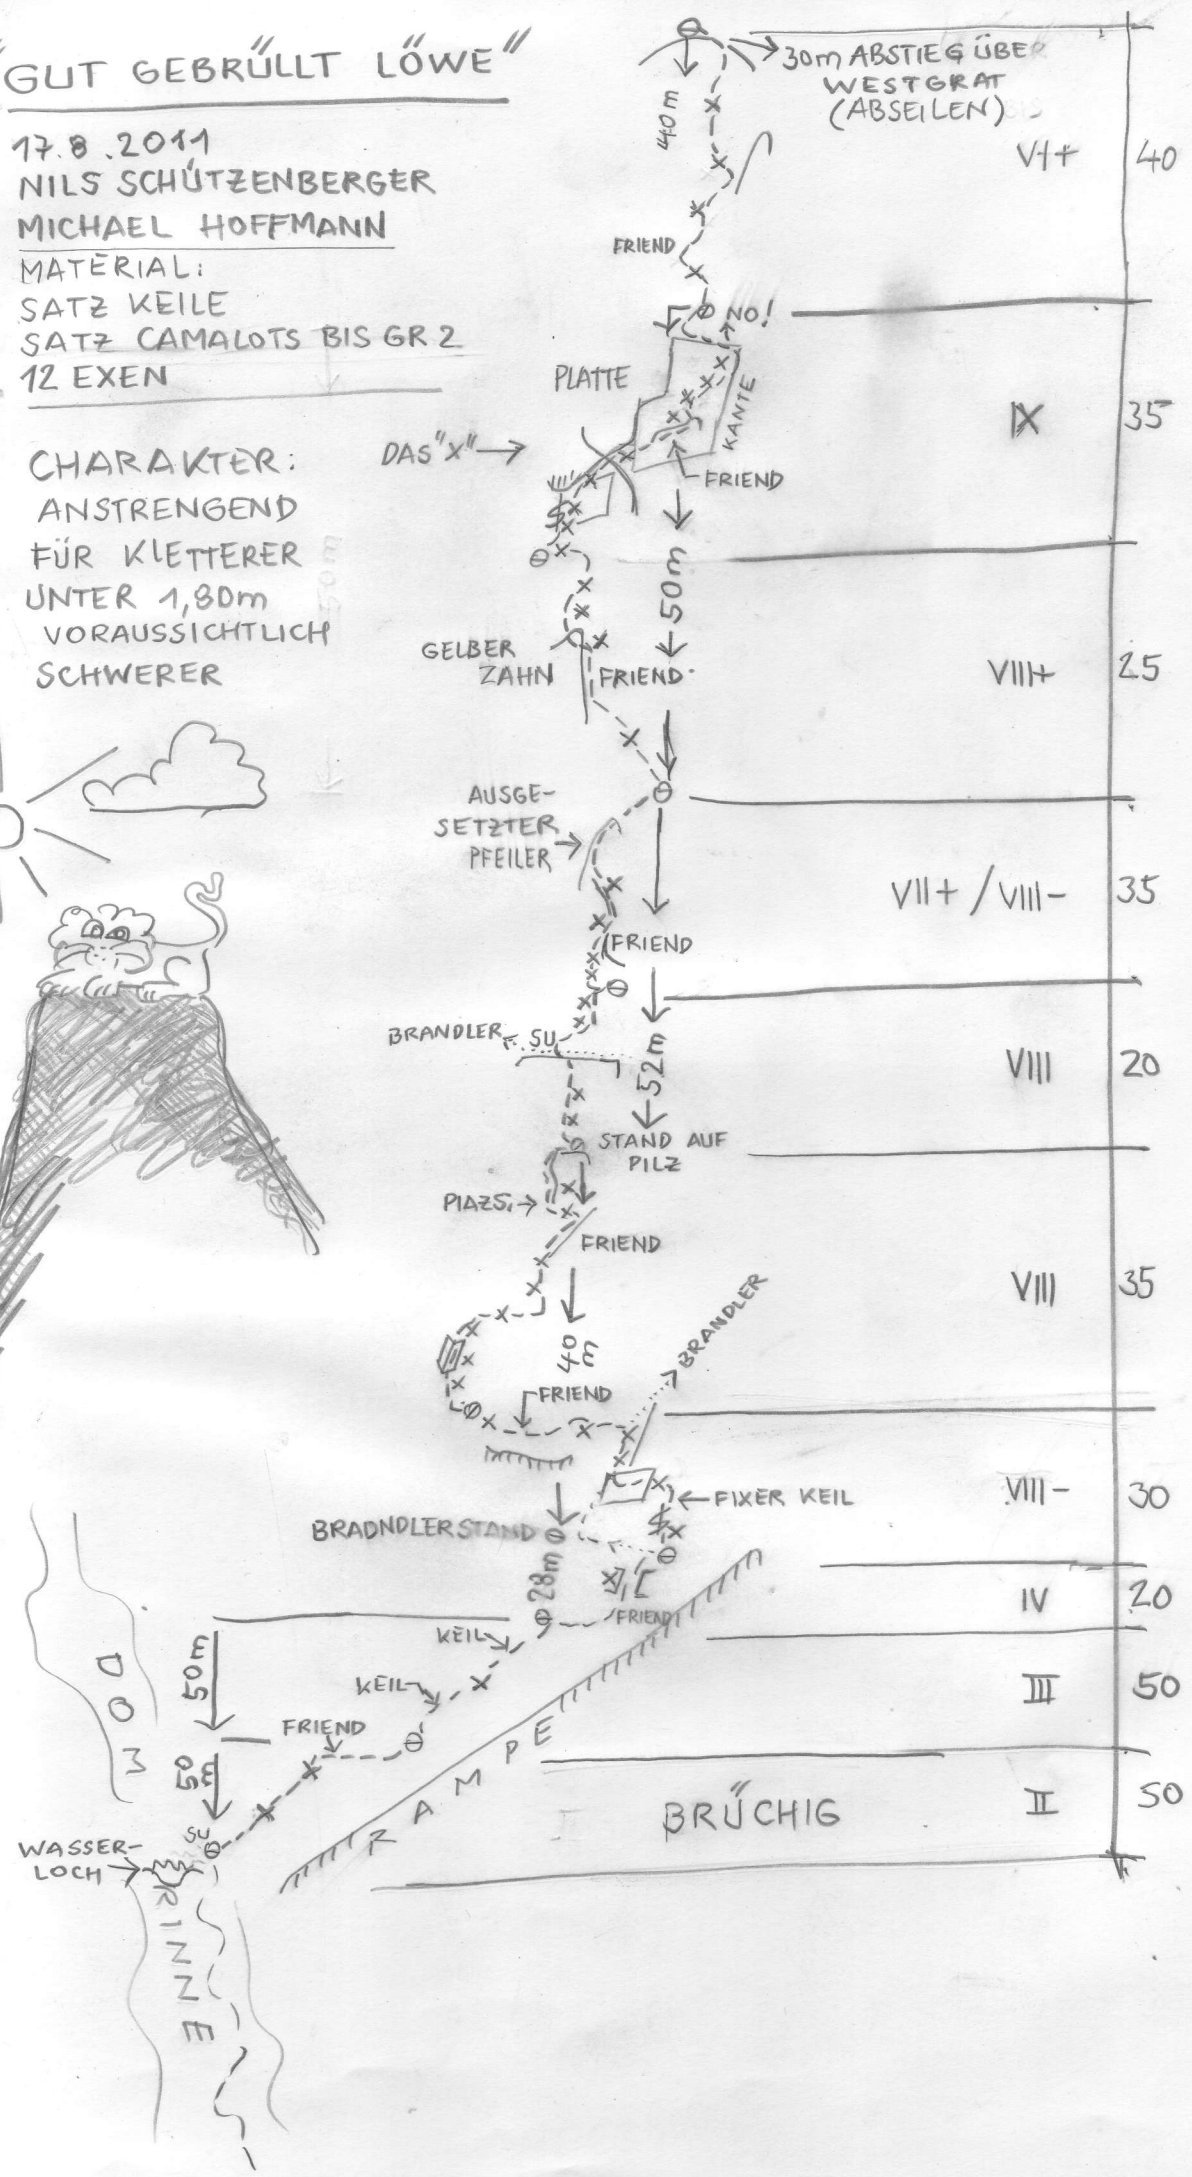 "GUT GEBRÜLLT LÖWE"
17.8.2011
NILS SCHÜTZENBERGER
MICHAEL HOFFMANN
MATERIAL:
SATZ KEILE
SATZ CAMALOTS BIS GR 2
12 EXEN
CHARAKTER:
ANSTRENGEND
FÜR KLETTERER
UNTER 1,80m
VORAUSSICHTLICH
SCHWERER
30m ABSTIEG ÜBER
WESTGRAT
(ABSEILEN)
40m
VI+
40
FRIEND
NO!
PLATTE
KANTE
IX
35
DAS "X"
FRIEND
50m
GELBER
ZAHN
FRIEND
VIII+
25
AUSGE-
SETZTER
PFEILER
VII+ / VIII-
35
FRIEND
BRANDLER
SU
52m
VIII
20
STAND AUF
PILZ
PIAZS.
FRIEND
VIII
35
40
m
BRANDLER
FRIEND
VIII-
30
FIXER KEIL
BRADNDLERSTAND
28m
FRIEND
IV
20
KEIL
KEIL
50m
III
50
FRIEND
DOM
50
m
RAMPE
BRÜCHIG
II
50
SU
WASSER-
LOCH
RINNE